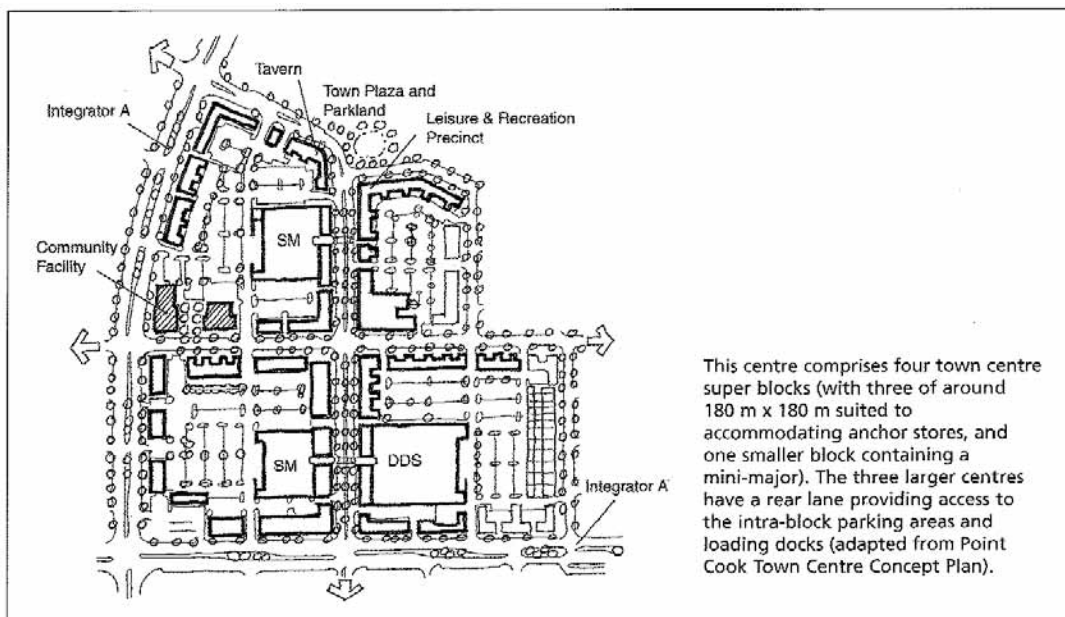 Tavern
Town Plaza and
Parkland
Integrator A
Leisure & Recreation
Precinct
SM
Community
Facility
SM
DDS
Integrator A
This centre comprises four town centre
super blocks (with three of around
180 m x 180 m suited to
accommodating anchor stores, and
one smaller block containing a
mini-major). The three larger centres
have a rear lane providing access to
the intra-block parking areas and
loading docks (adapted from Point
Cook Town Centre Concept Plan).